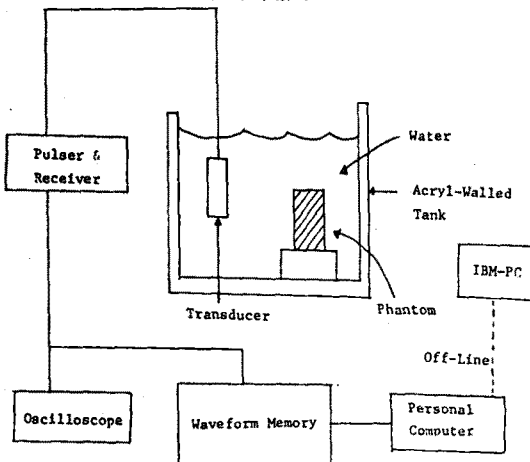 Pulser &
Receiver
Water
Acryl-Walled
Tank
IBM-PC
Transducer
Phantom
Off-Line
Oscilloscope
Waveform Memory
Personal
Computer